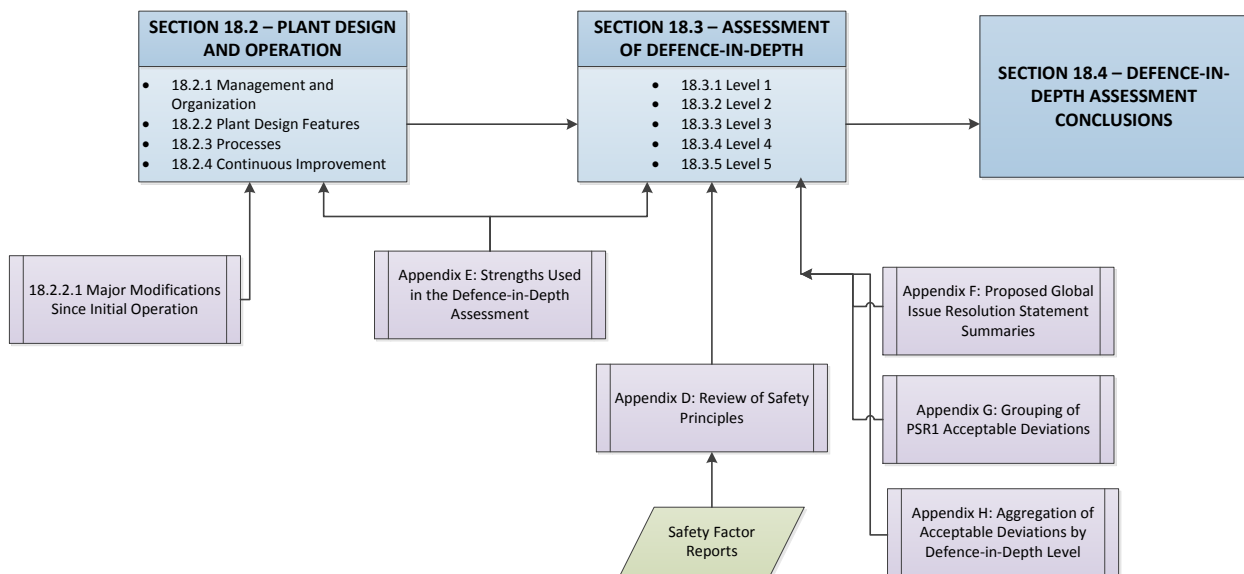 SECTION 18.2 – PLANT DESIGN
AND OPERATION
• 18.2.1 Management and
Organization
• 18.2.2 Plant Design Features
• 18.2.3 Processes
• 18.2.4 Continuous Improvement
SECTION 18.3 – ASSESSMENT
OF DEFENCE-IN-DEPTH
• 18.3.1 Level 1
• 18.3.2 Level 2
• 18.3.3 Level 3
• 18.3.4 Level 4
• 18.3.5 Level 5
SECTION 18.4 – DEFENCE-IN-
DEPTH ASSESSMENT
CONCLUSIONS
18.2.2.1 Major Modifications
Since Initial Operation
Appendix E: Strengths Used
in the Defence-in-Depth
Assessment
Appendix F: Proposed Global
Issue Resolution Statement
Summaries
Appendix D: Review of Safety
Principles
Appendix G: Grouping of
PSR1 Acceptable Deviations
Safety Factor
Reports
Appendix H: Aggregation of
Acceptable Deviations by
Defence-in-Depth Level